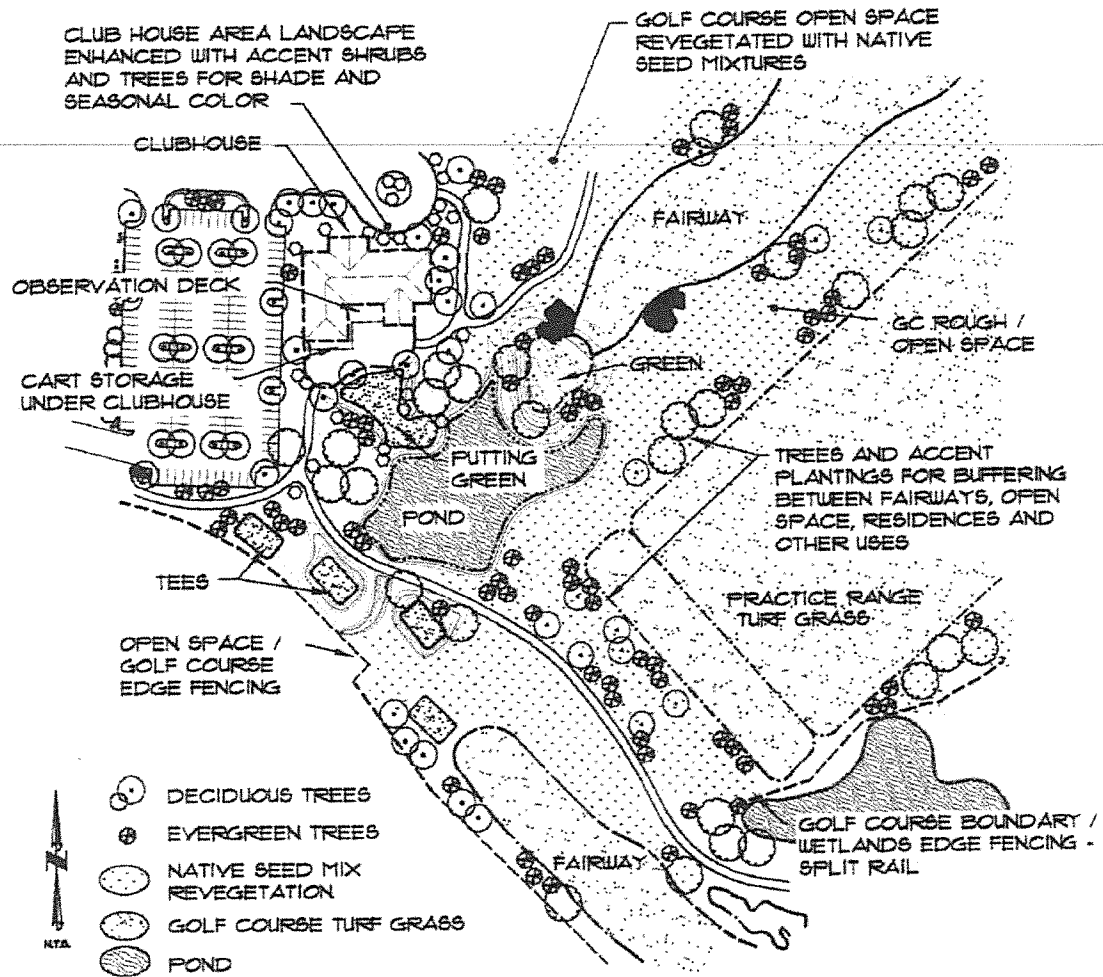 CLUB HOUSE AREA LANDSCAPE
ENHANCED WITH ACCENT SHRUBS
AND TREES FOR SHADE AND
SEASONAL COLOR
GOLF COURSE OPEN SPACE
REVEGETATED WITH NATIVE
SEED MIXTURES
CLUBHOUSE
FAIRWAY
OBSERVATION DECK
GC ROUGH /
OPEN SPACE
GREEN
CART STORAGE
UNDER CLUBHOUSE
PUTTING
GREEN
TREES AND ACCENT
PLANTINGS FOR BUFFERING
BETWEEN FAIRWAYS, OPEN
SPACE, RESIDENCES AND
OTHER USES
POND
TEES
PRACTICE RANGE
TURF GRASS
OPEN SPACE /
GOLF COURSE
EDGE FENCING
GOLF COURSE BOUNDARY /
WETLANDS EDGE FENCING -
SPLIT RAIL
FAIRWAY
DECIDUOUS TREES
EVERGREEN TREES
NATIVE SEED MIX
REVEGETATION
GOLF COURSE TURF GRASS
POND
N
N.T.S.